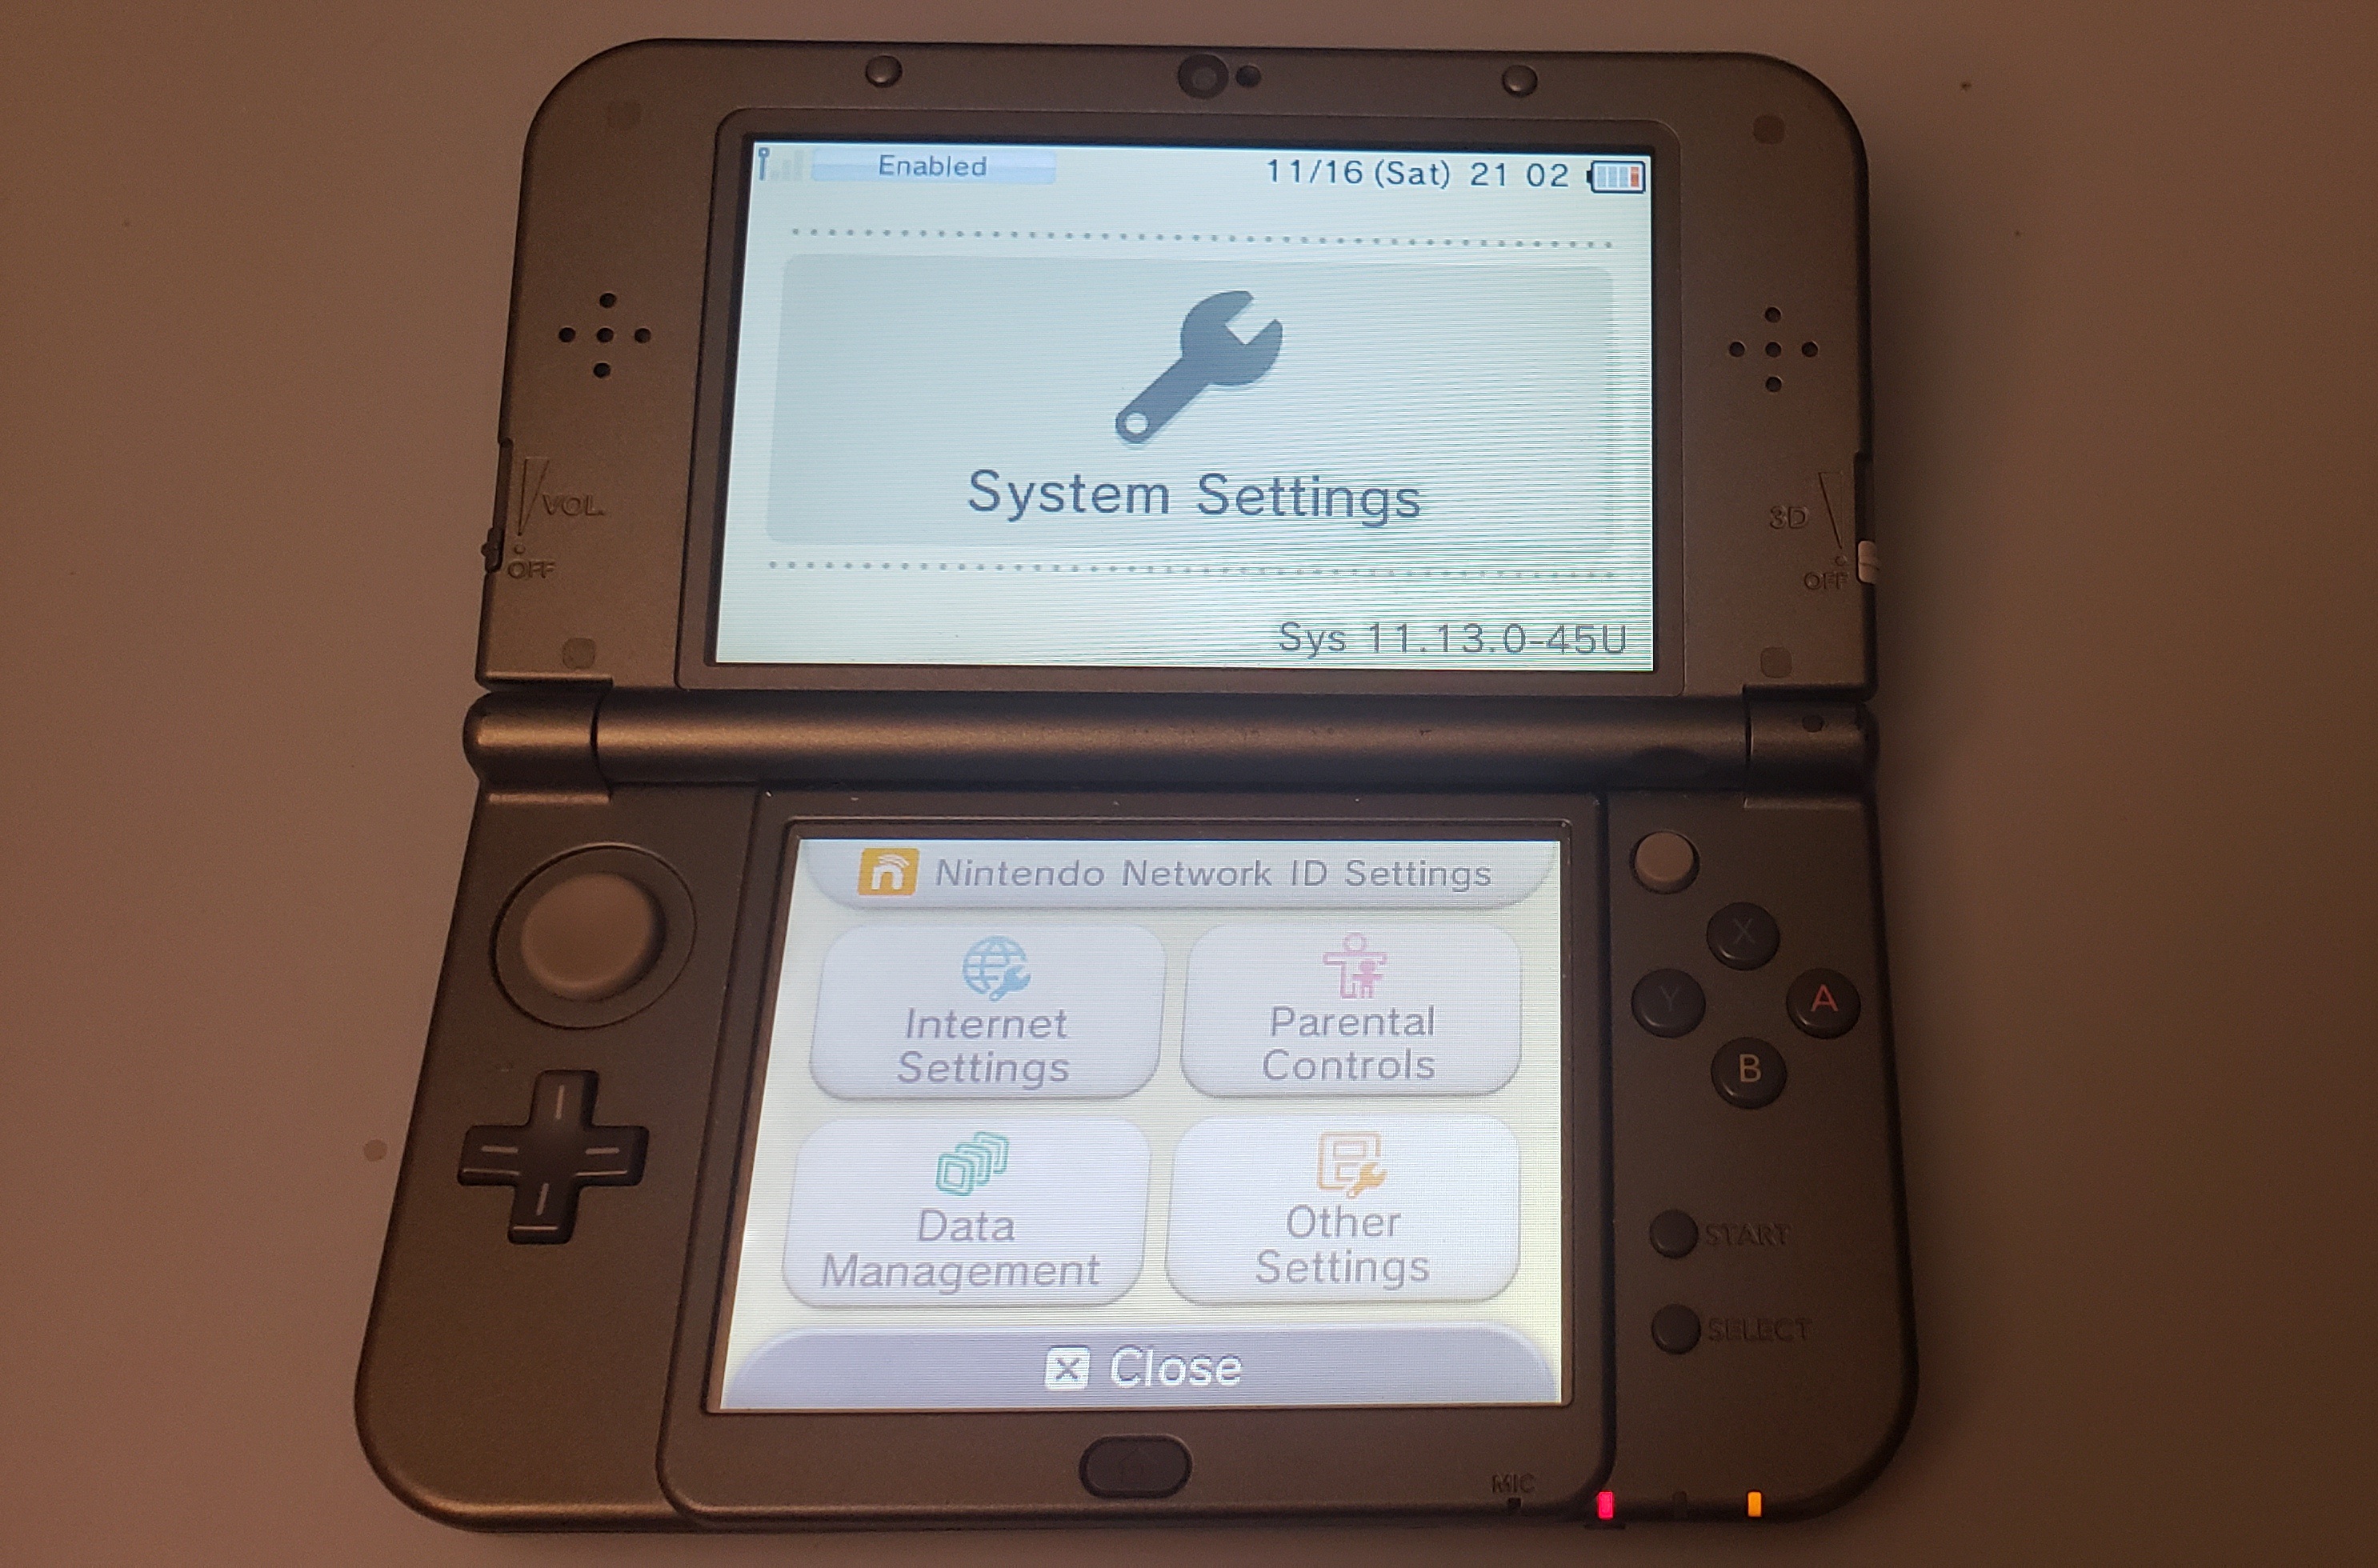 Enabled
11/16 (Sat) 21 02
System Settings
Sys 11.13.0-45U
VOL.
OFF
3D
OFF
Nintendo Network ID Settings
Internet
Settings
Parental
Controls
Data
Management
Other
Settings
X Close
X
Y
A
B
START
SELECT
MIC